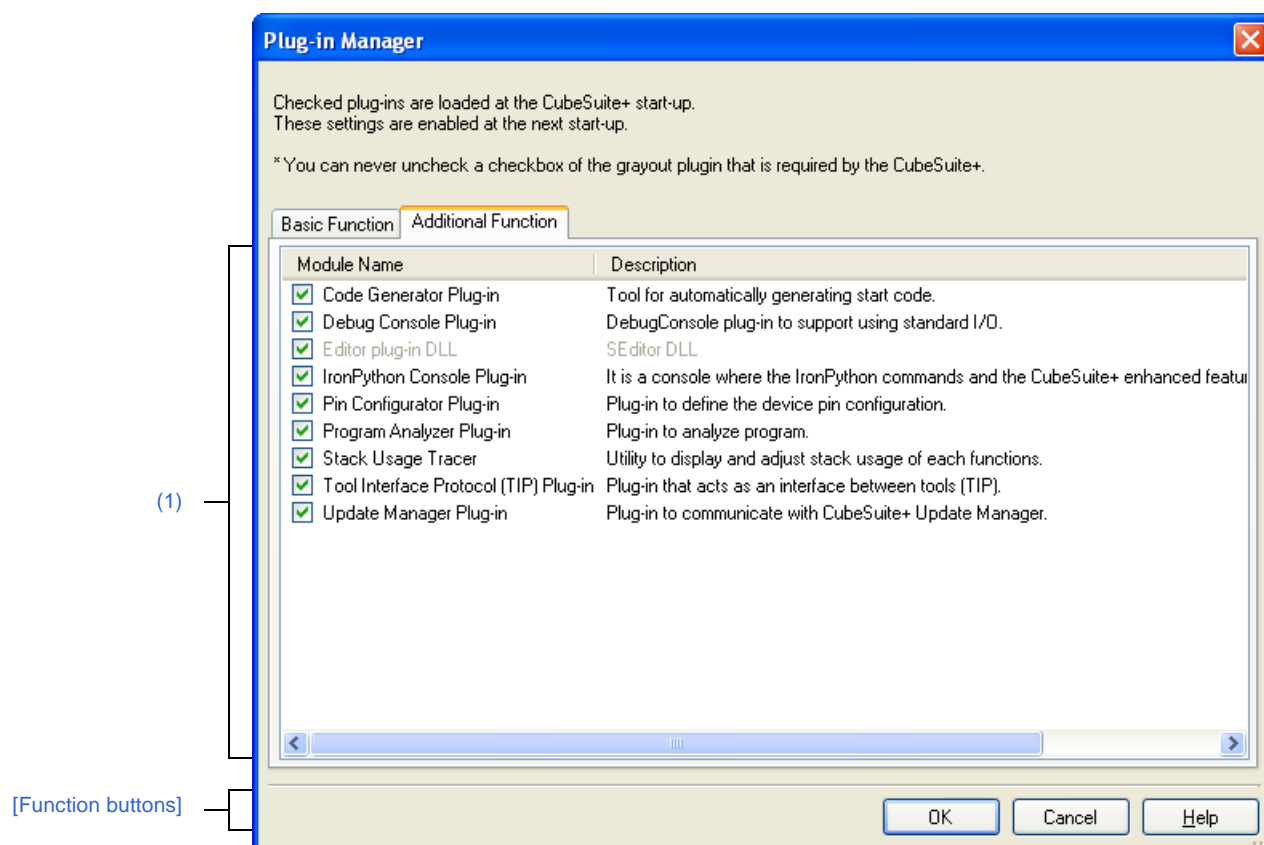 Plug-in Manager
Checked plug-ins are loaded at the CubeSuite+ start-up.
These settings are enabled at the next start-up.
* You can never uncheck a checkbox of the grayout plugin that is required by the CubeSuite+.
Basic Function Additional Function
Module Name Description
Code Generator Plug-in Tool for automatically generating start code.
Debug Console Plug-in DebugConsole plug-in to support using standard I/O.
Editor plug-in DLL SEditor DLL
IronPython Console Plug-in It is a console where the IronPython commands and the CubeSuite+ enhanced featur
Pin Configurator Plug-in Plug-in to define the device pin configuration.
Program Analyzer Plug-in Plug-in to analyze program.
Stack Usage Tracer Utility to display and adjust stack usage of each functions.
(1) Tool Interface Protocol (TIP) Plug-in Plug-in that acts as an interface between tools (TIP).
Update Manager Plug-in Plug-in to communicate with CubeSuite+ Update Manager.
[Function buttons] OK Cancel Help